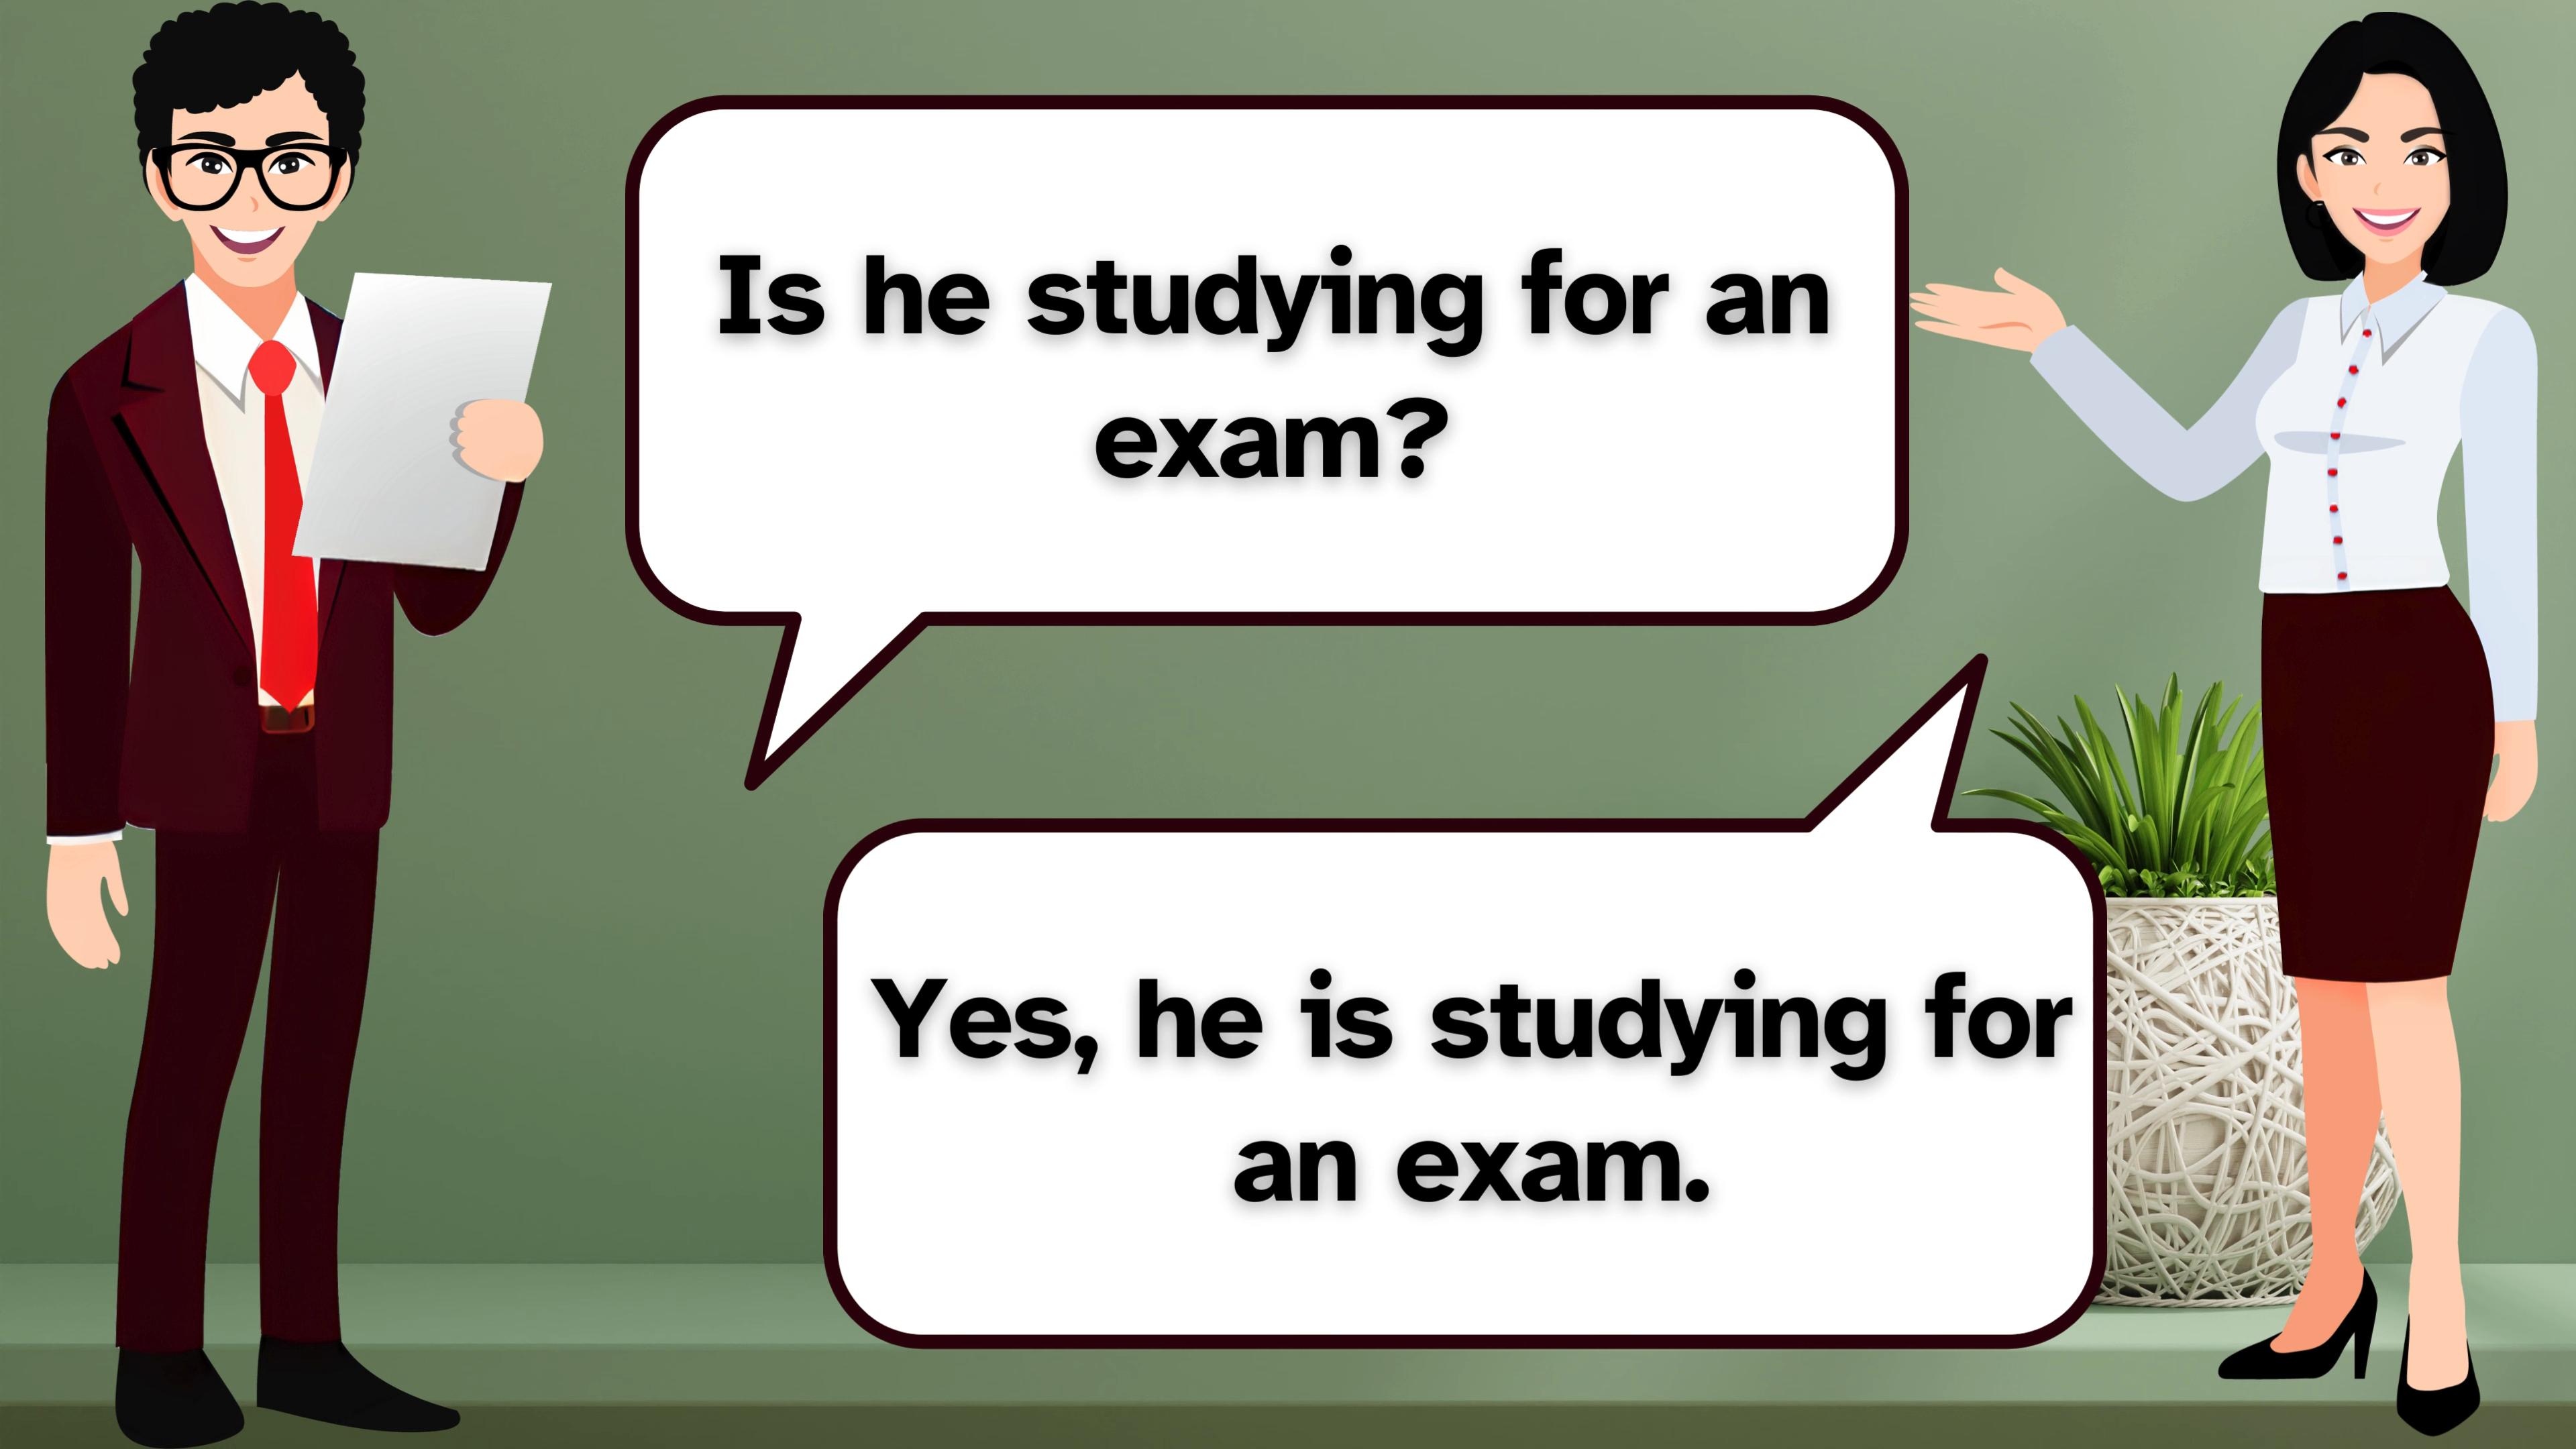 Is he studying for an
exam?
Yes, he is studying for
an exam.